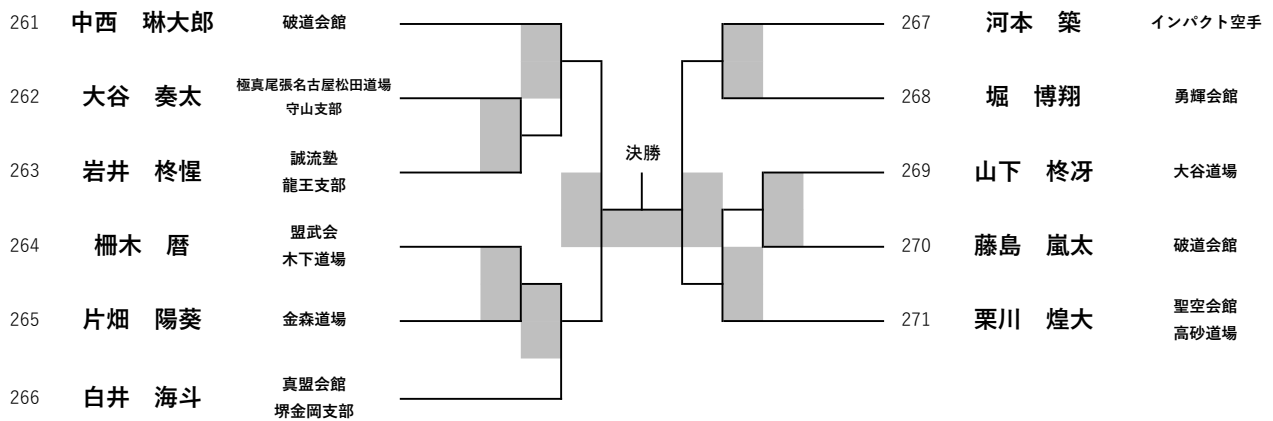 261 中西 琳大郎 破道会館
262 大谷 奏太 極真尾張名古屋松田道場
守山支部
263 岩井 柊惺 誠流塾
龍王支部
264 柵木 暦 盟武会
木下道場
265 片畑 陽葵 金森道場
266 白井 海斗 真盟会館
堺金岡支部
決勝
267 河本 築 インパクト空手
268 堀 博翔 勇輝会館
269 山下 柊冴 大谷道場
270 藤島 嵐太 破道会館
271 栗川 煌大 聖空会館
高砂道場